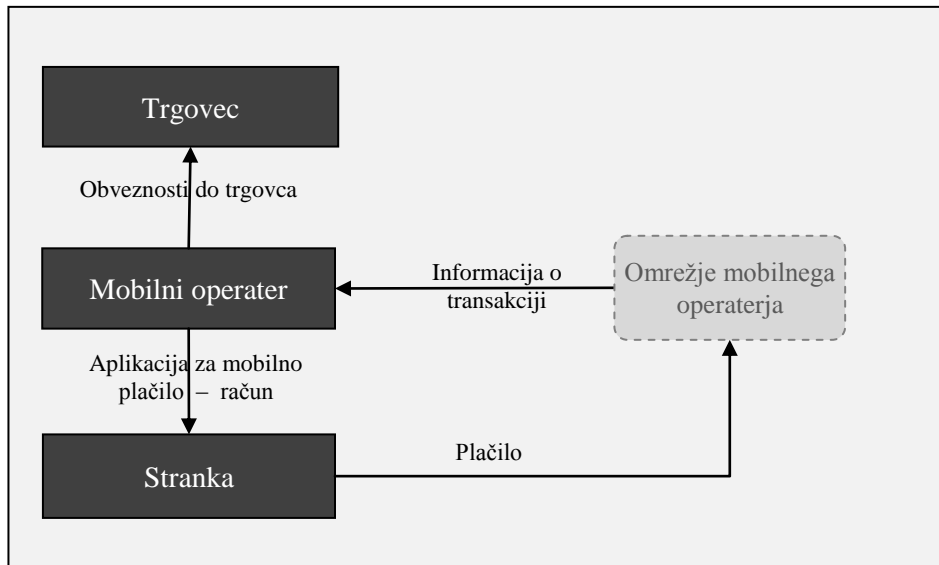 Trgovec
Obveznosti do trgovca
Mobilni operater
Informacija o
transakciji
Omrežje mobilnega
operaterja
Aplikacija za mobilno
plačilo – račun
Stranka
Plačilo